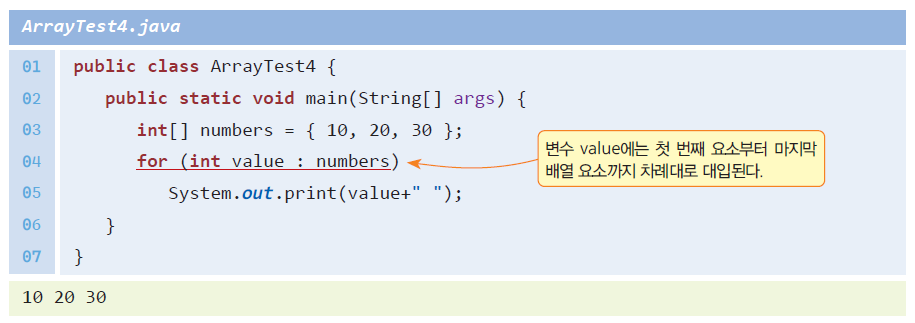 ArrayTest4.java
01 public class ArrayTest4 {
02 public static void main(String[] args) {
03 int[] numbers = { 10, 20, 30 };
04 for (int value : numbers)
변수 value에는 첫 번째 요소부터 마지막
배열 요소까지 차례대로 대입된다.
05 System.out.print(value+" ");
06 }
07 }
10 20 30